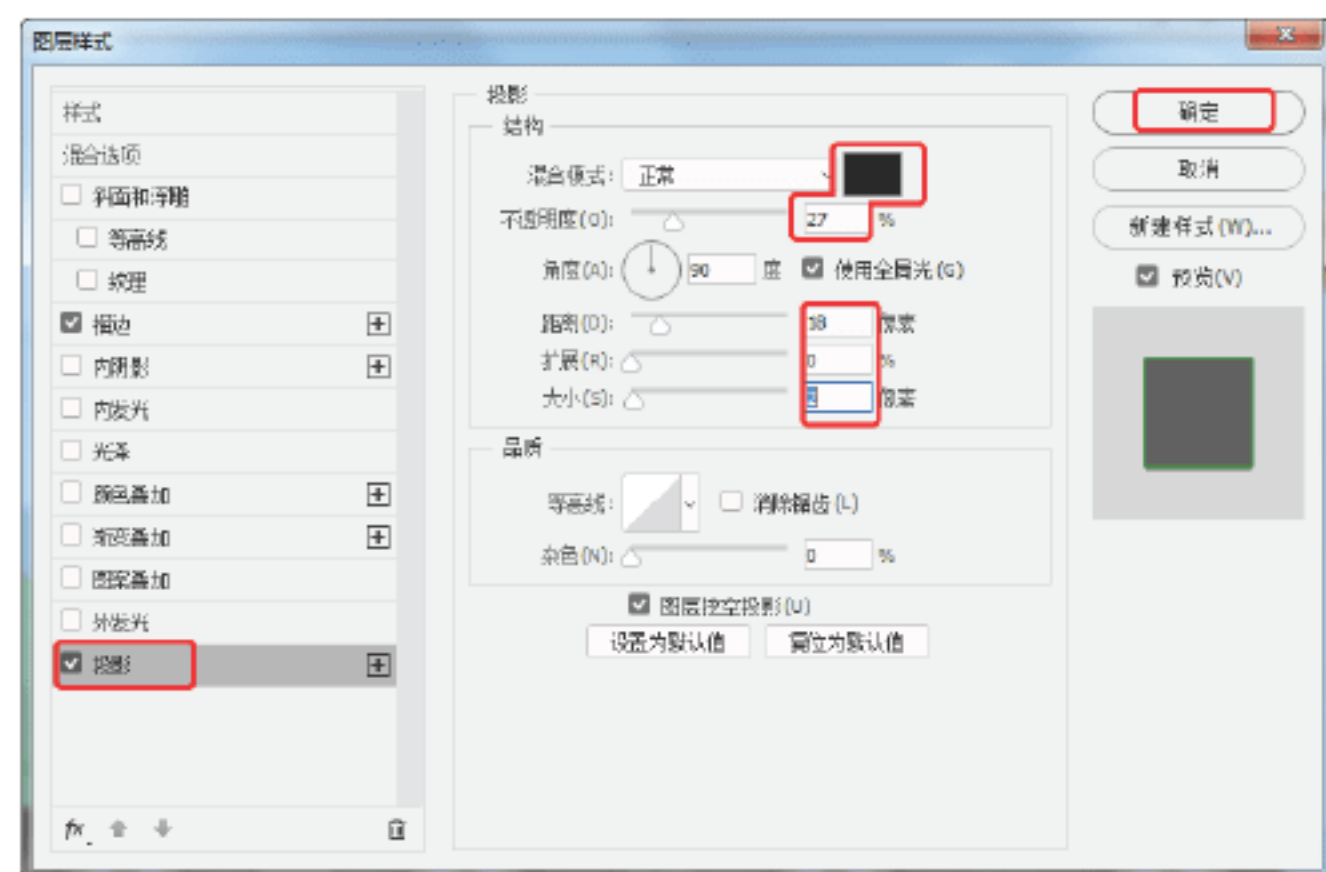 图层样式
样式
混合选项
斜面和浮雕
等高线
纹理
描边
内阴影
内发光
光泽
颜色叠加
渐变叠加
图案叠加
外发光
投影
fx
投影
结构
混合模式: 正常
不透明度(O): 27 %
角度(A): 90 度 使用全局光(G)
距离(D): 18 像素
扩展(R): 0 %
大小(S): 像素
品质
等高线: 消除锯齿(L)
杂色(N): 0 %
图层挖空投影(U)
设置为默认值 复位为默认值
确定
取消
新建样式(W)...
预览(V)